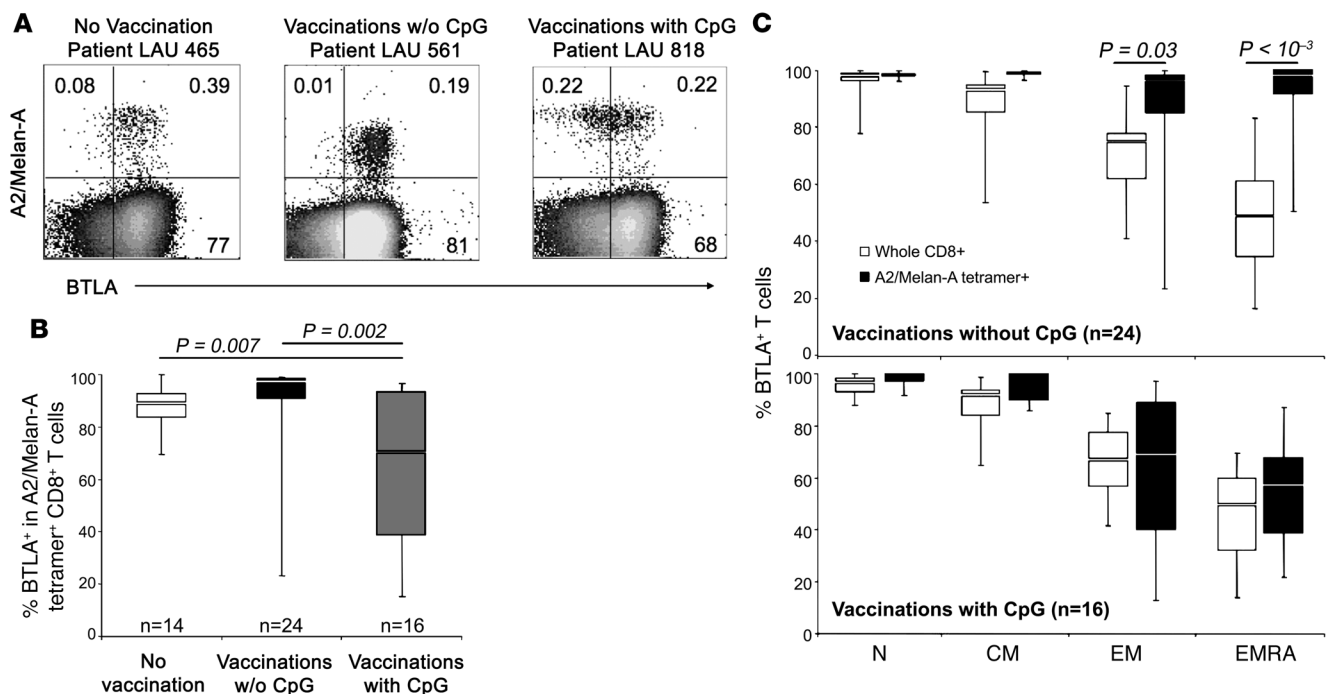 A
No Vaccination
Patient LAU 465
Vaccinations w/o CpG
Patient LAU 561
Vaccinations with CpG
Patient LAU 818
0.08
0.39
77
0.01
0.19
81
0.22
0.22
68
A2/Melan-A
BTLA
B
P = 0.007
P = 0.002
% BTLA⁺ in A2/Melan-A
tetramer⁺ CD8⁺ T cells
100
80
60
40
20
0
n=14
n=24
n=16
No
vaccination
Vaccinations
w/o CpG
Vaccinations
with CpG
C
P = 0.03
P < 10⁻³
% BTLA⁺ T cells
100
80
60
40
20
0
Whole CD8+
A2/Melan-A tetramer+
Vaccinations without CpG (n=24)
100
80
60
40
20
0
Vaccinations with CpG (n=16)
N
CM
EM
EMRA